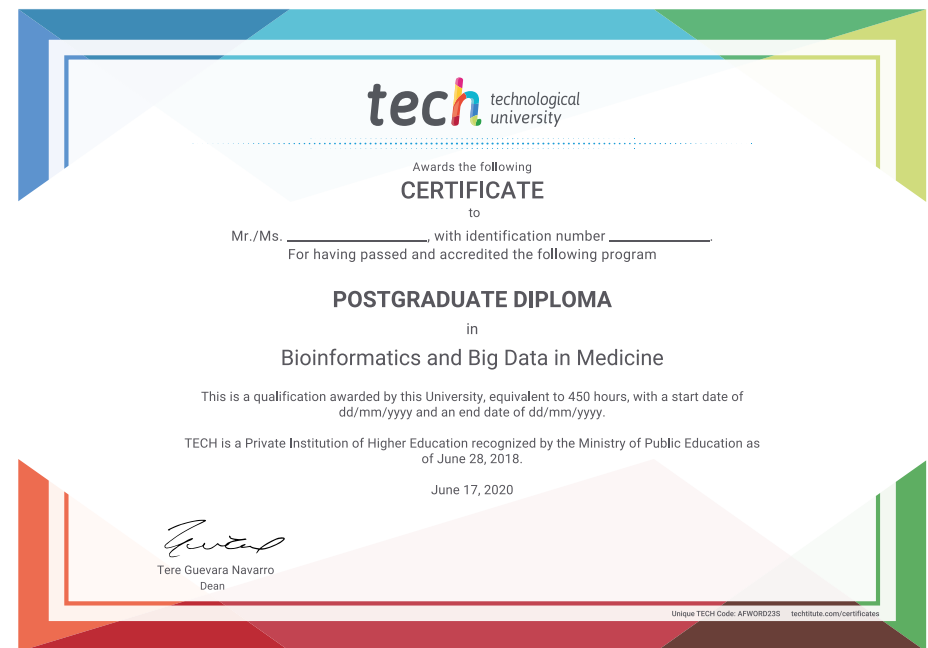 tech technological
university
Awards the following
CERTIFICATE
to
Mr./Ms. ____________________, with identification number ______________.
For having passed and accredited the following program
POSTGRADUATE DIPLOMA
in
Bioinformatics and Big Data in Medicine
This is a qualification awarded by this University, equivalent to 450 hours, with a start date of
dd/mm/yyyy and an end date of dd/mm/yyyy.
TECH is a Private Institution of Higher Education recognized by the Ministry of Public Education as
of June 28, 2018.
June 17, 2020
Tere Guevara Navarro
Dean
Unique TECH Code: AFWORD23S techtitute.com/certificates